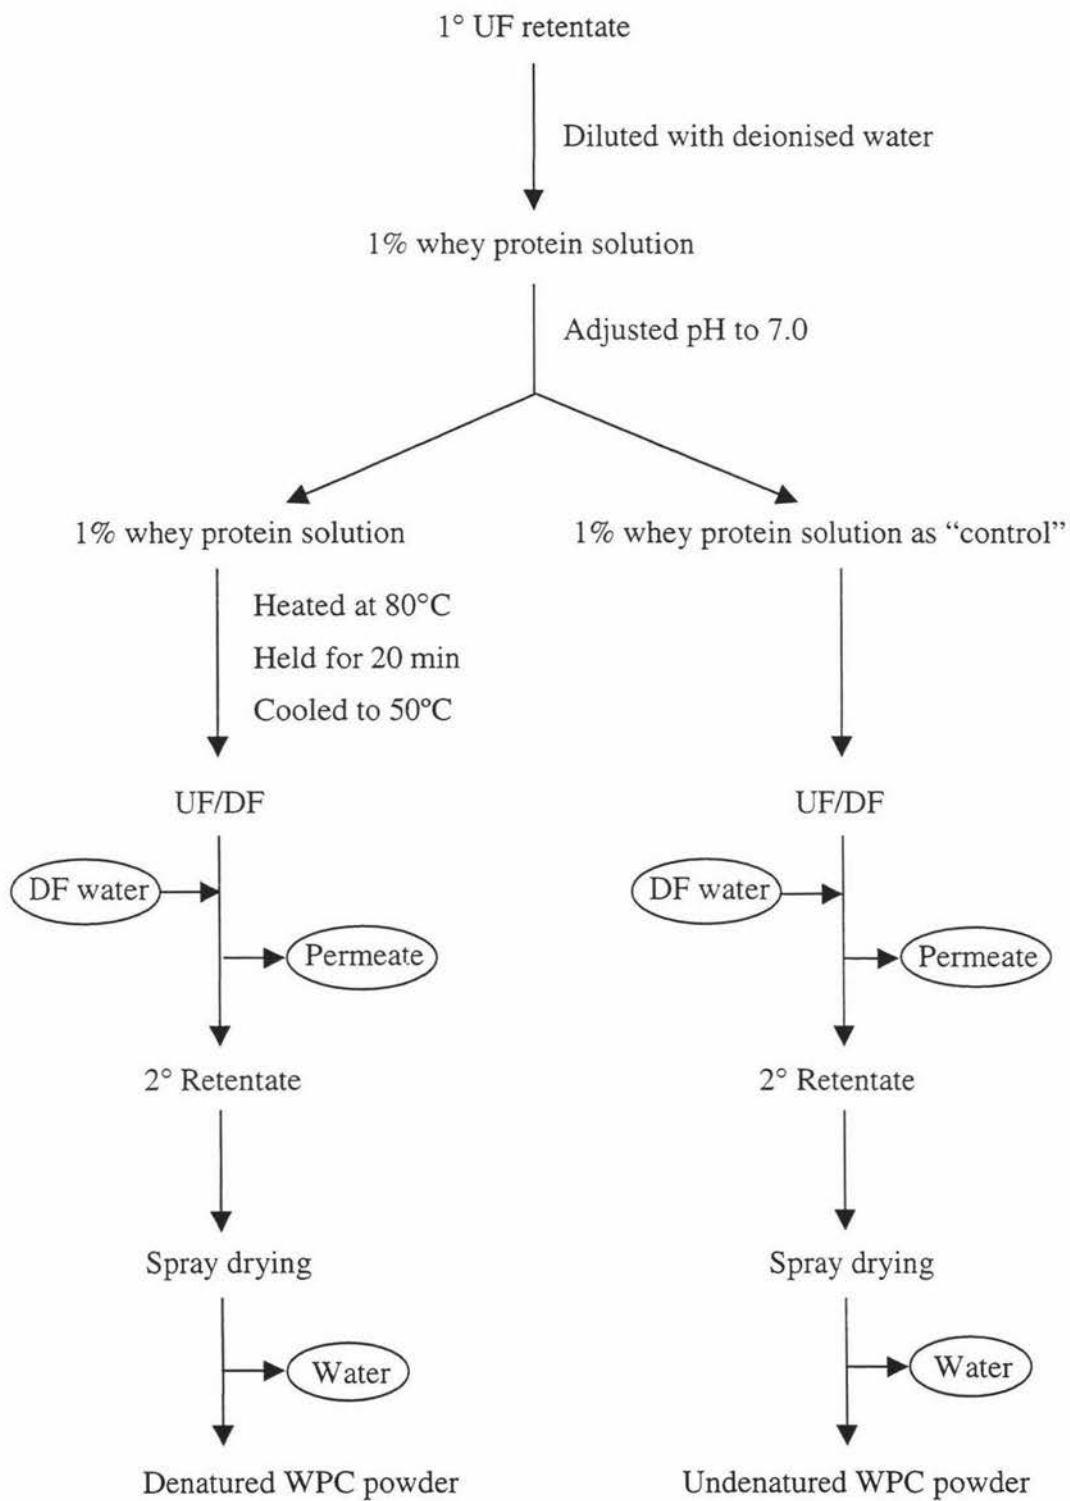 1° UF retentate
Diluted with deionised water
1% whey protein solution
Adjusted pH to 7.0
1% whey protein solution
1% whey protein solution as “control”
Heated at 80°C
Held for 20 min
Cooled to 50°C
UF/DF
UF/DF
DF water
DF water
Permeate
Permeate
2° Retentate
2° Retentate
Spray drying
Spray drying
Water
Water
Denatured WPC powder
Undenatured WPC powder